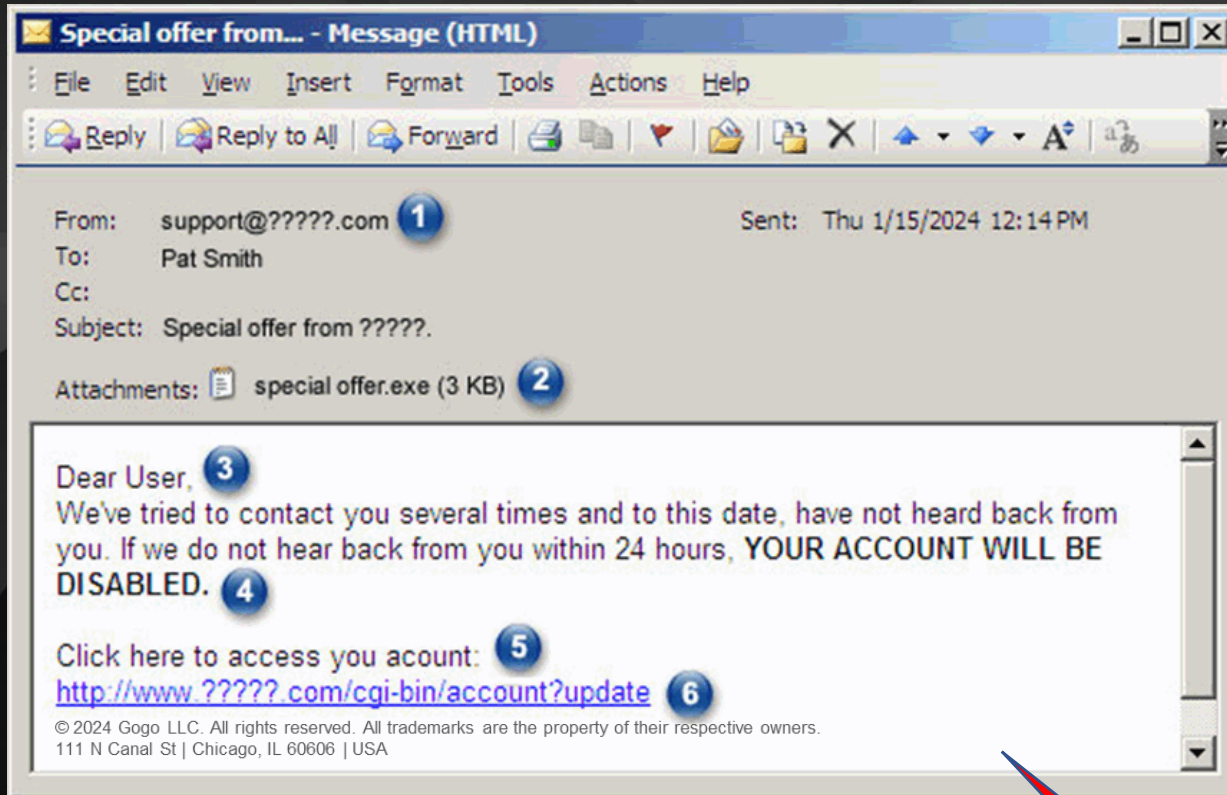 Special offer from... - Message (HTML)
File Edit View Insert Format Tools Actions Help
Reply Reply to All Forward
From: support@?????.com 1 Sent: Thu 1/15/2024 12:14 PM
To: Pat Smith
Cc:
Subject: Special offer from ?????.
Attachments: special offer.exe (3 KB) 2
Dear User, 3
We've tried to contact you several times and to this date, have not heard back from
you. If we do not hear back from you within 24 hours, YOUR ACCOUNT WILL BE
DISABLED. 4
Click here to access you acount: 5
http://www.?????.com/cgi-bin/account?update 6
© 2024 Gogo LLC. All rights reserved. All trademarks are the property of their respective owners.
111 N Canal St | Chicago, IL 60606 | USA